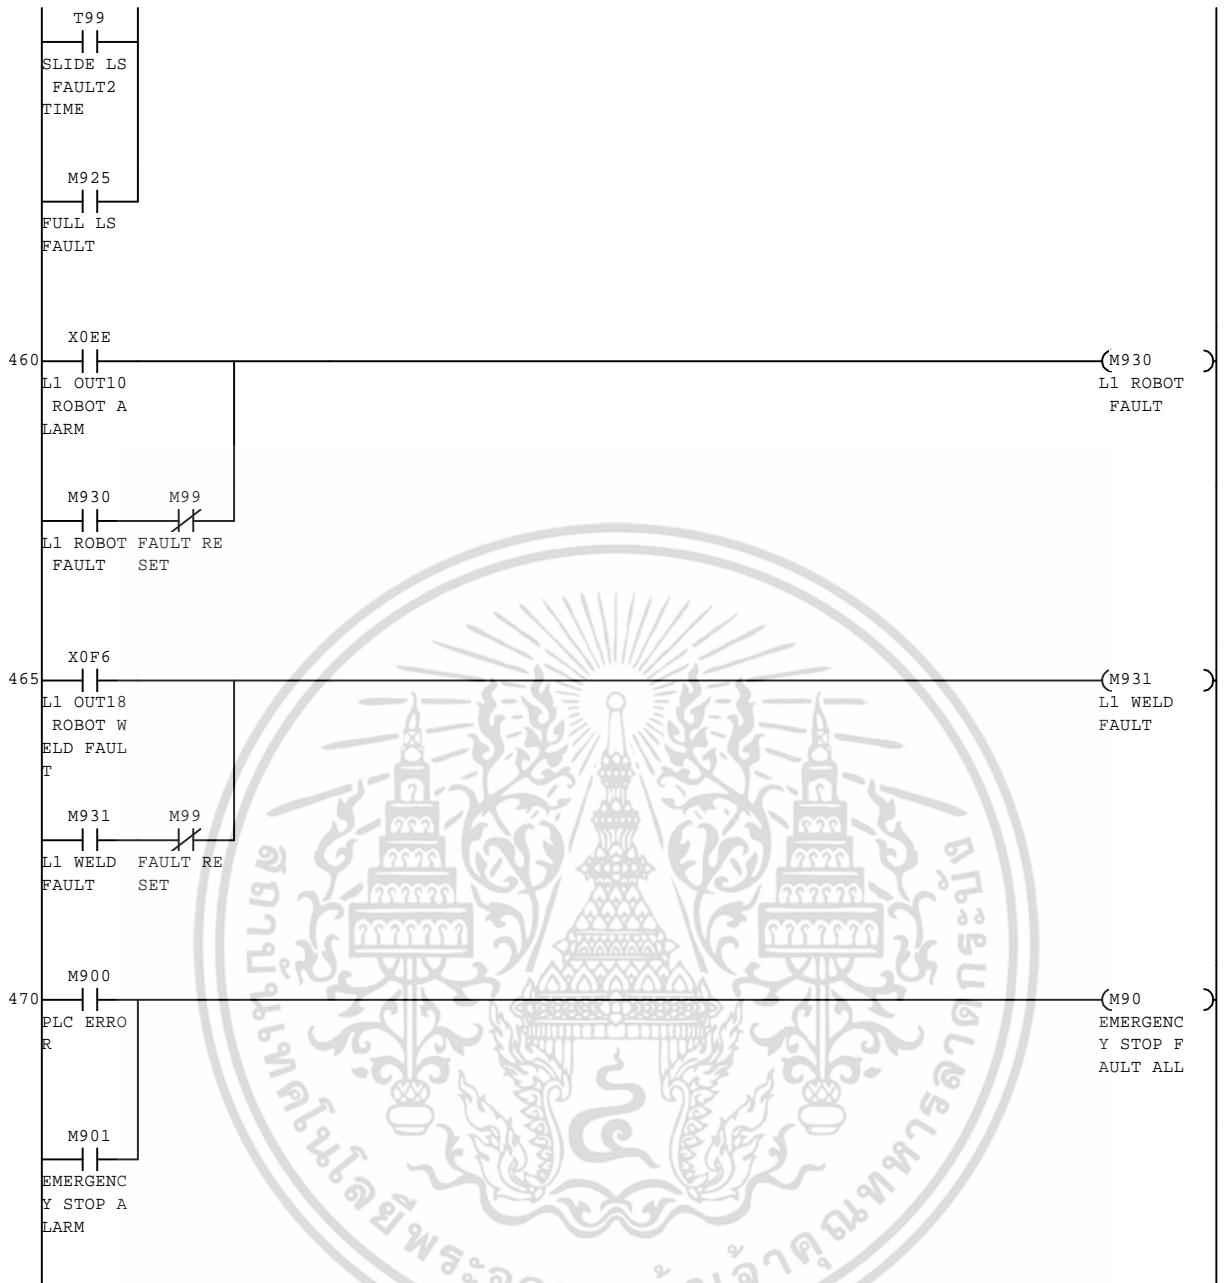 T99
SLIDE LS
FAULT2
TIME
M925
FULL LS
FAULT
X0EE
460
(M930 )
L1 OUT10
ROBOT A
LARM
L1 ROBOT
FAULT
M930 M99
L1 ROBOT FAULT RE
FAULT SET
X0F6
465
(M931 )
L1 OUT18
ROBOT W
ELD FAUL
T
L1 WELD
FAULT
M931 M99
L1 WELD FAULT RE
FAULT SET
M900
470
(M90 )
PLC ERRO
R
EMERGENC
Y STOP F
AULT ALL
M901
EMERGENC
Y STOP A
LARM